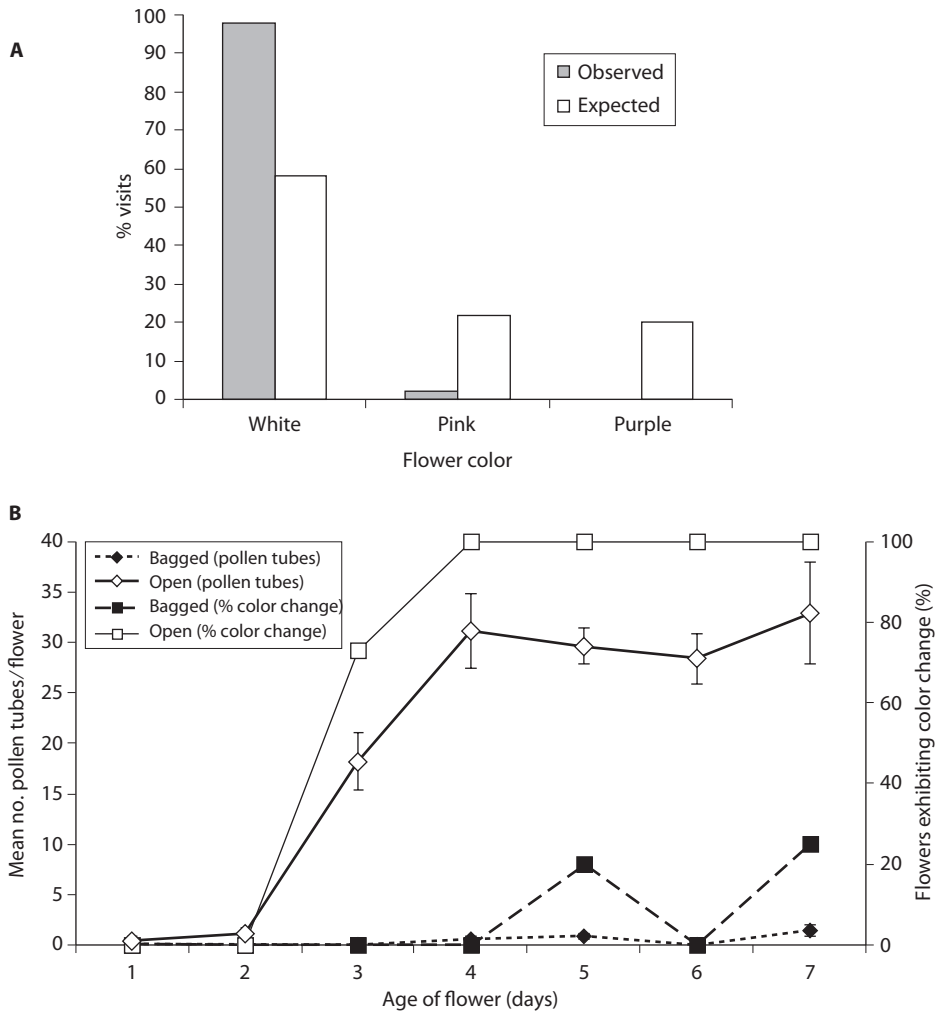 A
100
90
80
70
60
50
40
30
20
10
0
% visits
Observed
Expected
White Pink Purple
Flower color
B
40
35
30
25
20
15
10
5
0
Mean no. pollen tubes/flower
Bagged (pollen tubes)
Open (pollen tubes)
Bagged (% color change)
Open (% color change)
100
80
60
40
20
0
Flowers exhibiting color change (%)
1 2 3 4 5 6 7
Age of flower (days)